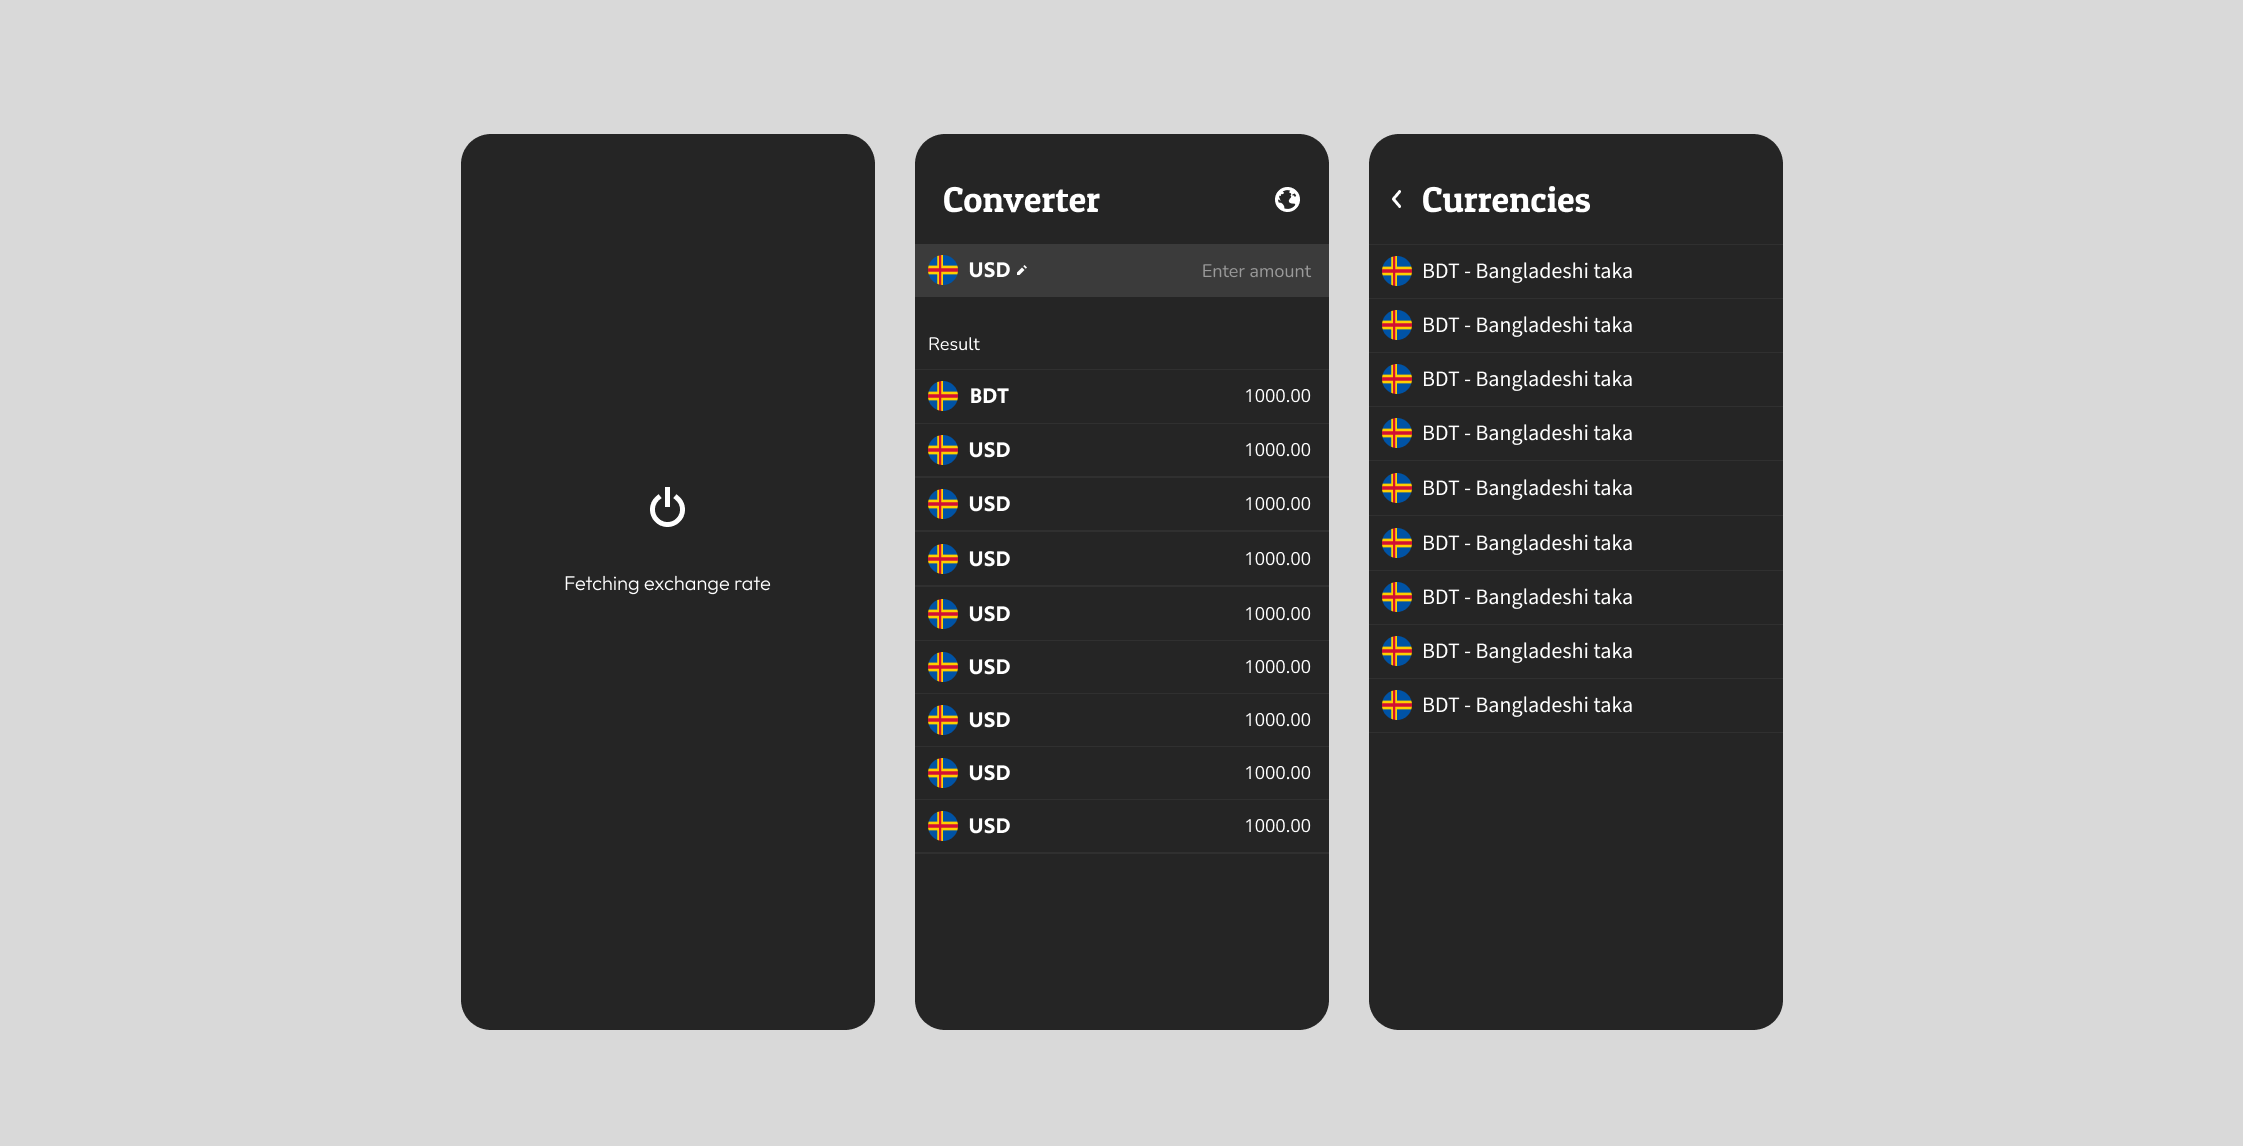 Fetching exchange rate
Converter
USD Enter amount
Result
BDT 1000.00
USD 1000.00
USD 1000.00
USD 1000.00
USD 1000.00
USD 1000.00
USD 1000.00
USD 1000.00
USD 1000.00
Currencies
BDT - Bangladeshi taka
BDT - Bangladeshi taka
BDT - Bangladeshi taka
BDT - Bangladeshi taka
BDT - Bangladeshi taka
BDT - Bangladeshi taka
BDT - Bangladeshi taka
BDT - Bangladeshi taka
BDT - Bangladeshi taka